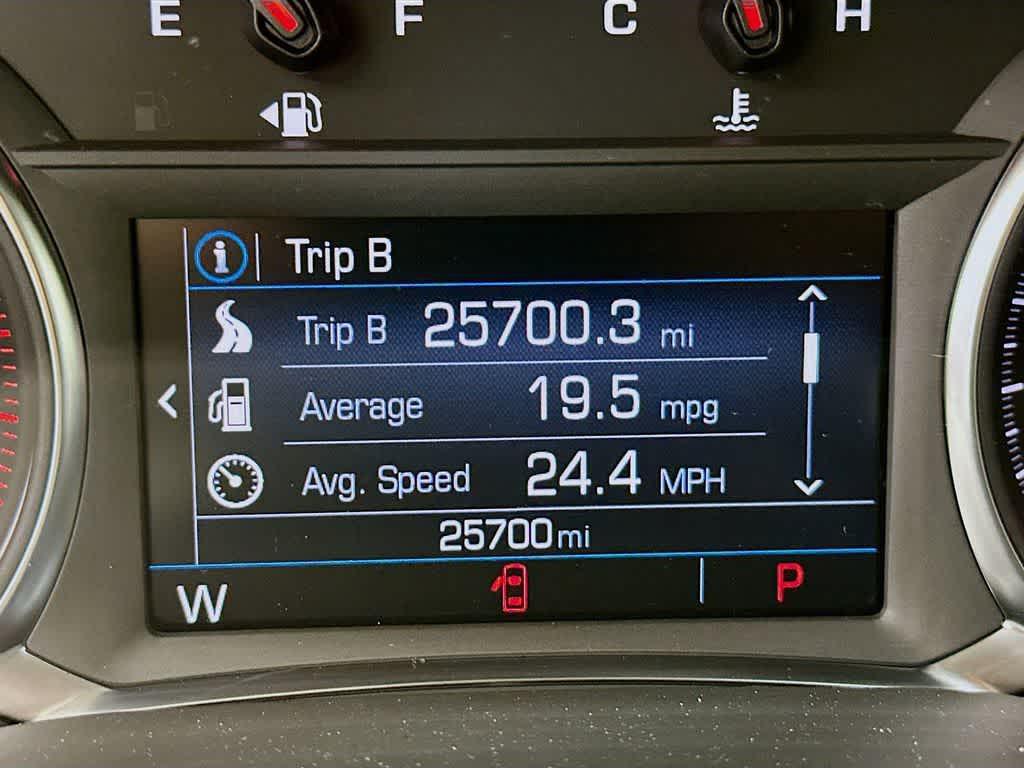 E F C H
Trip B
Trip B 25700.3 mi
Average 19.5 mpg
Avg. Speed 24.4 MPH
25700 mi
W P